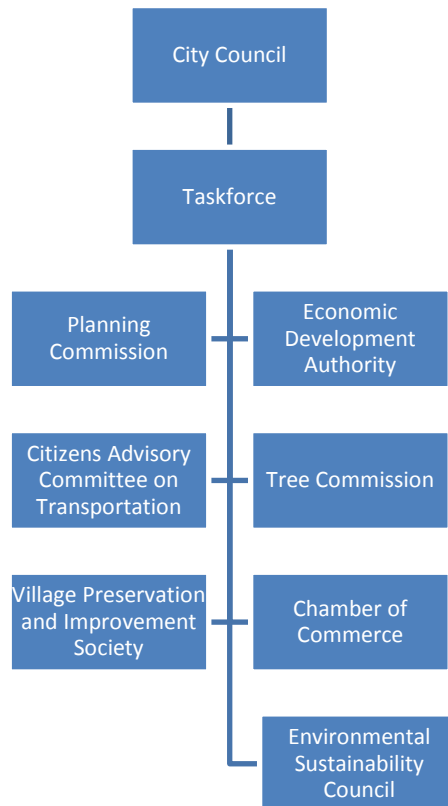 City Council
Taskforce
Planning
Commission
Economic
Development
Authority
Citizens Advisory
Committee on
Transportation
Tree Commission
Village Preservation
and Improvement
Society
Chamber of
Commerce
Environmental
Sustainability
Council